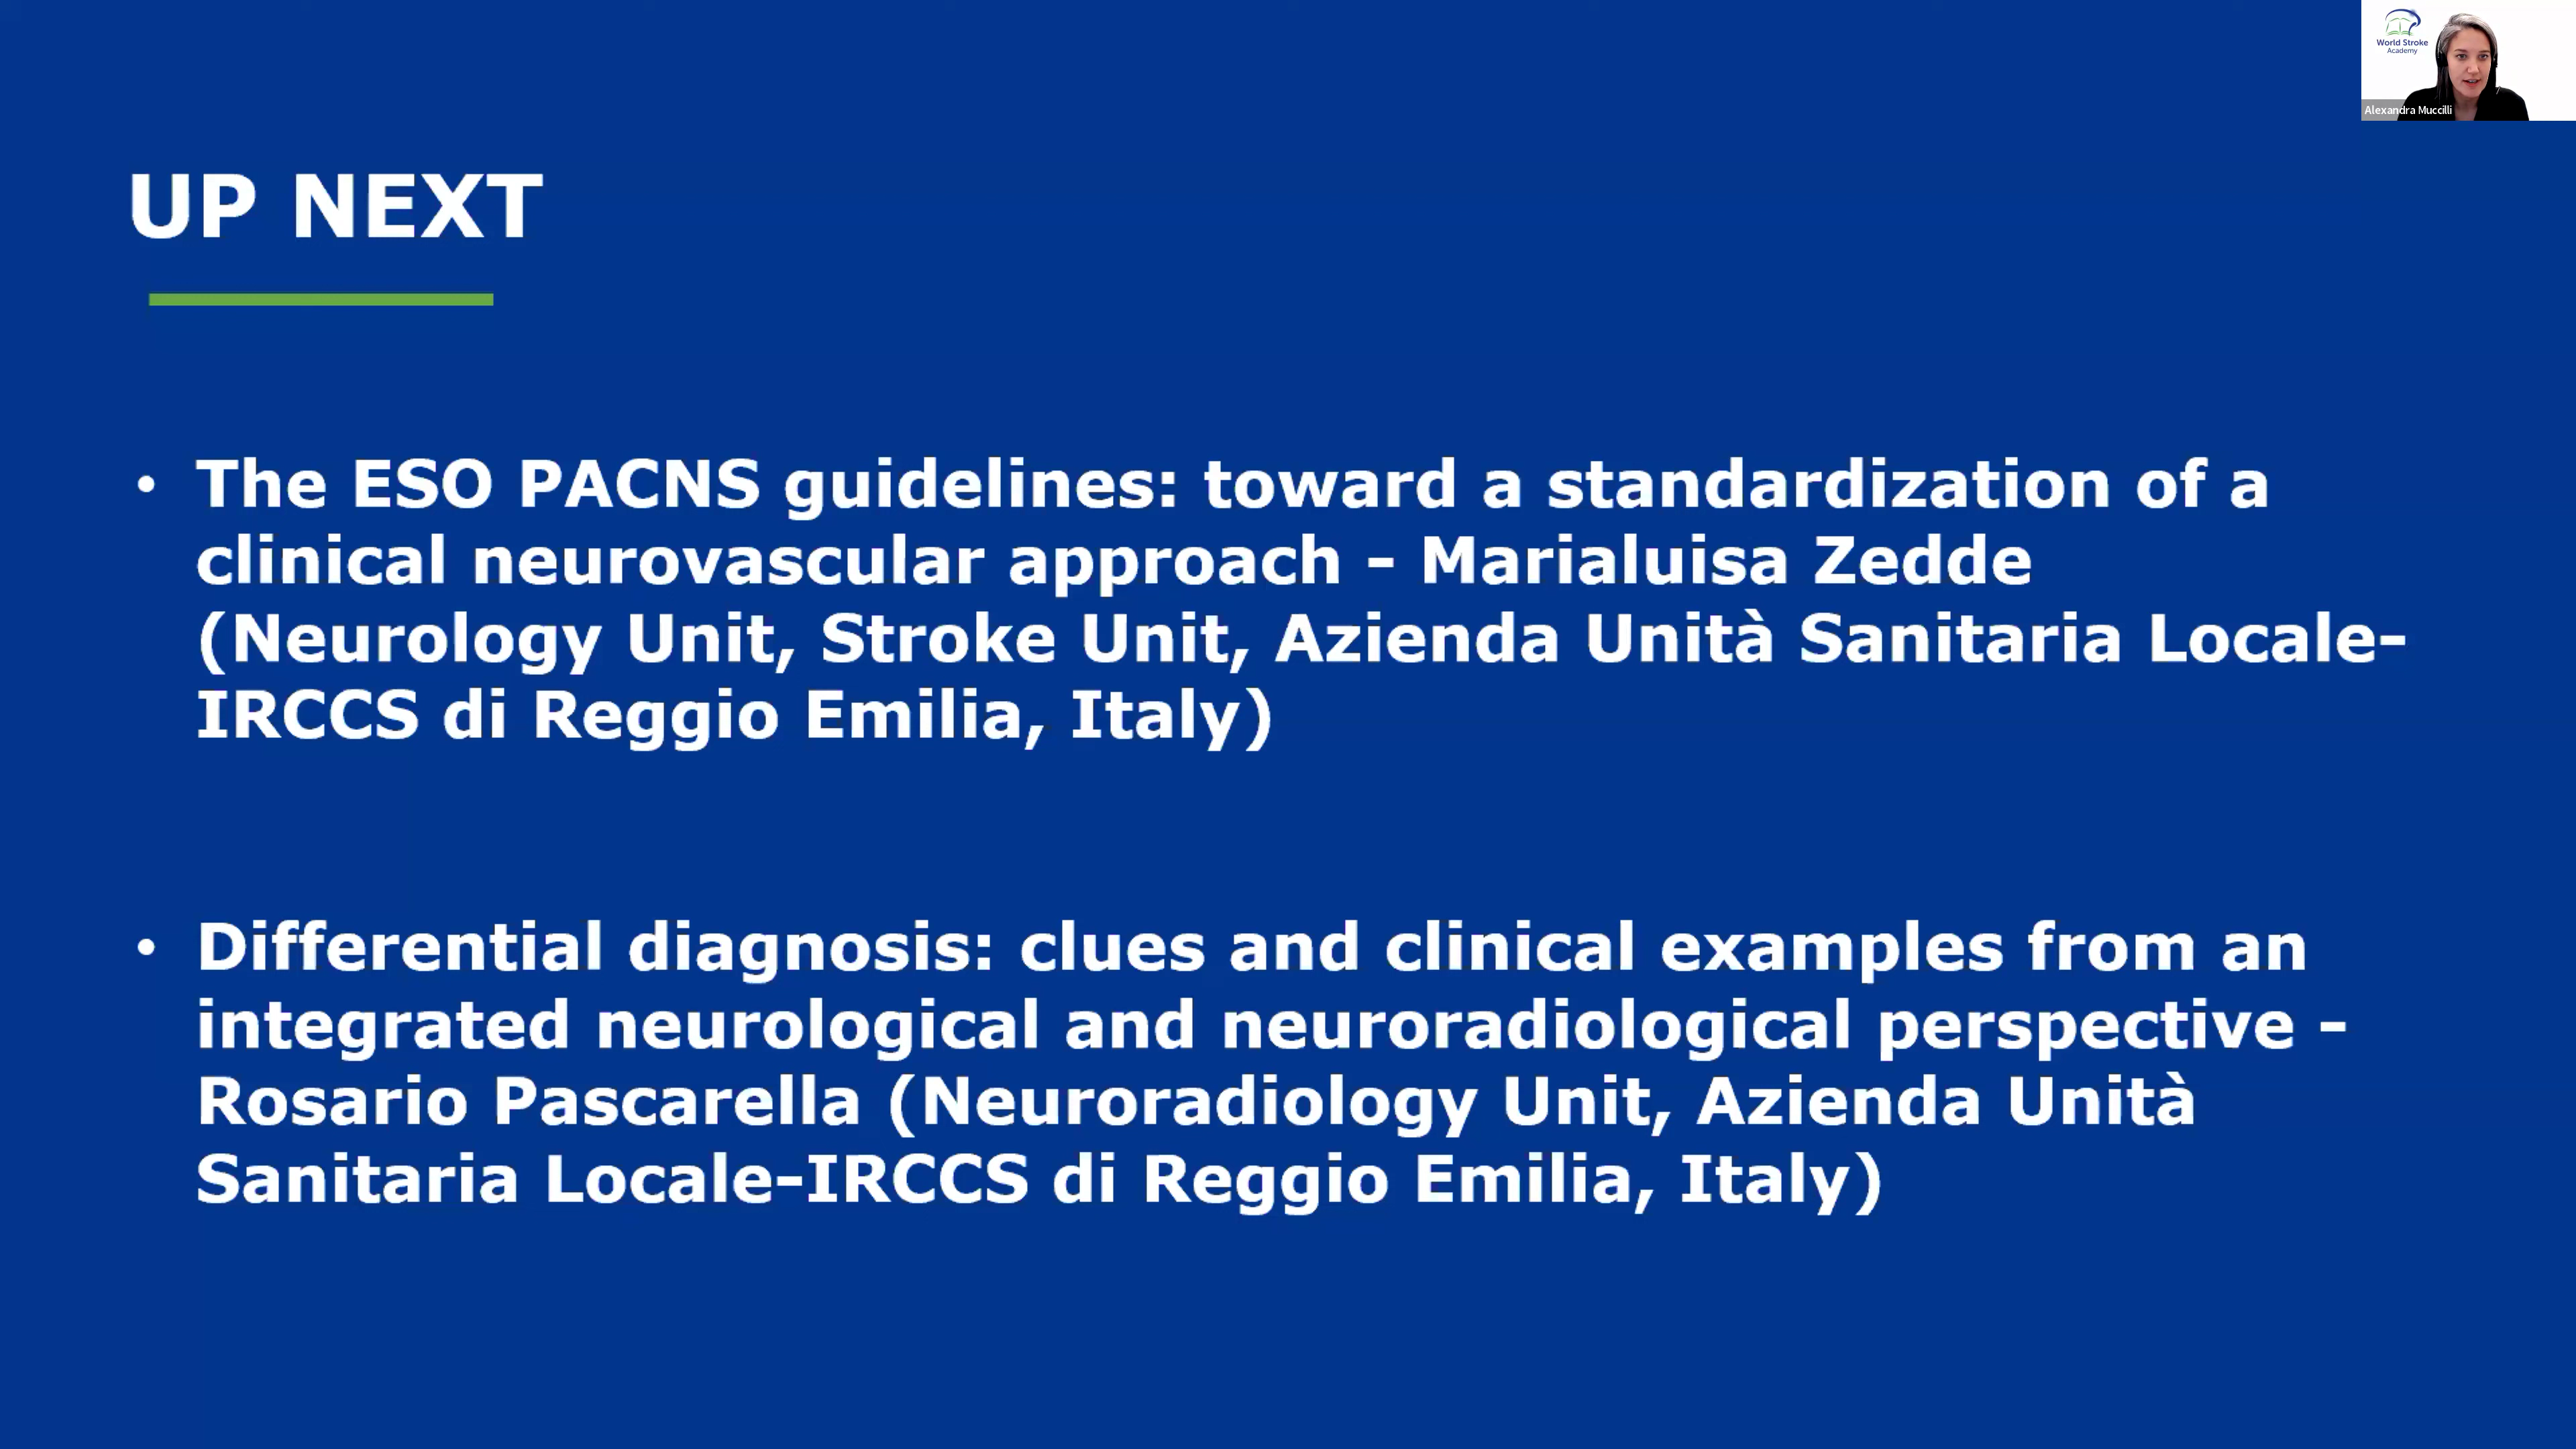 World Stroke
Academy
Alexandra Muccilli
UP NEXT
• The ESO PACNS guidelines: toward a standardization of a
clinical neurovascular approach - Marialuisa Zedde
(Neurology Unit, Stroke Unit, Azienda Unità Sanitaria Locale-
IRCCS di Reggio Emilia, Italy)
• Differential diagnosis: clues and clinical examples from an
integrated neurological and neuroradiological perspective -
Rosario Pascarella (Neuroradiology Unit, Azienda Unità
Sanitaria Locale-IRCCS di Reggio Emilia, Italy)